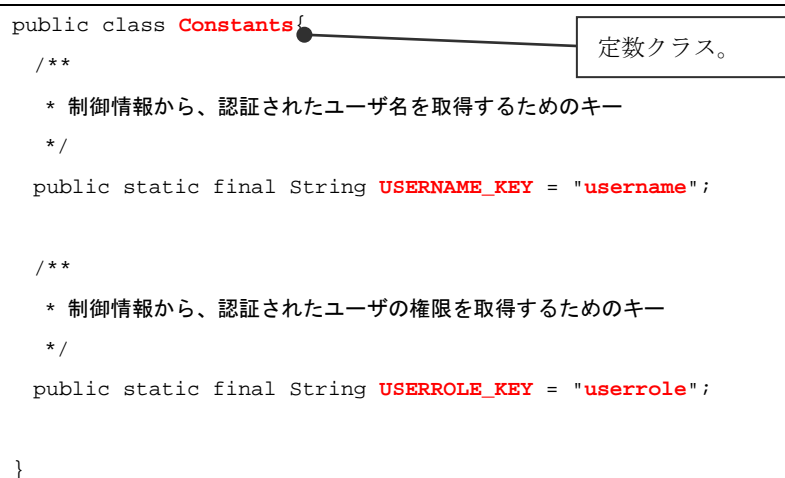 public class Constants{
定数クラス。
/**
* 制御情報から、認証されたユーザ名を取得するためのキー
*/
public static final String USERNAME_KEY = "username";
/**
* 制御情報から、認証されたユーザの権限を取得するためのキー
*/
public static final String USERROLE_KEY = "userrole";
}